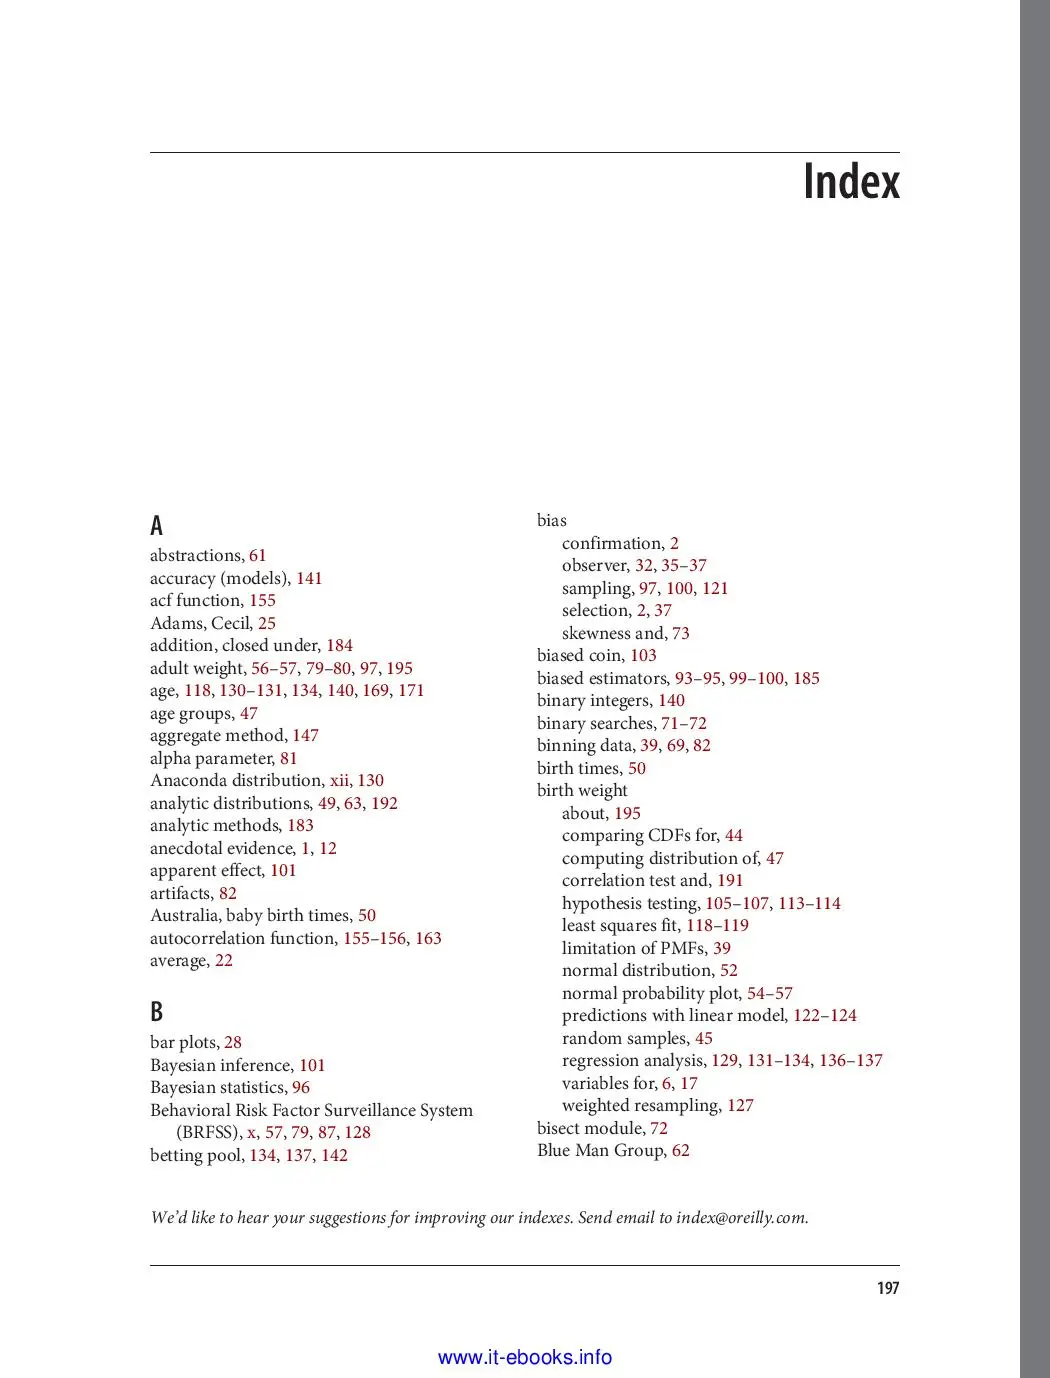 Index
A
abstractions, 61
accuracy (models), 141
acf function, 155
Adams, Cecil, 25
addition, closed under, 184
adult weight, 56–57, 79–80, 97, 195
age, 118, 130–131, 134, 140, 169, 171
age groups, 47
aggregate method, 147
alpha parameter, 81
Anaconda distribution, xii, 130
analytic distributions, 49, 63, 192
analytic methods, 183
anecdotal evidence, 1, 12
apparent effect, 101
artifacts, 82
Australia, baby birth times, 50
autocorrelation function, 155–156, 163
average, 22
B
bar plots, 28
Bayesian inference, 101
Bayesian statistics, 96
Behavioral Risk Factor Surveillance System
(BRFSS), x, 57, 79, 87, 128
betting pool, 134, 137, 142
bias
confirmation, 2
observer, 32, 35–37
sampling, 97, 100, 121
selection, 2, 37
skewness and, 73
biased coin, 103
biased estimators, 93–95, 99–100, 185
binary integers, 140
binary searches, 71–72
binning data, 39, 69, 82
birth times, 50
birth weight
about, 195
comparing CDFs for, 44
computing distribution of, 47
correlation test and, 191
hypothesis testing, 105–107, 113–114
least squares fit, 118–119
limitation of PMFs, 39
normal distribution, 52
normal probability plot, 54–57
predictions with linear model, 122–124
random samples, 45
regression analysis, 129, 131–134, 136–137
variables for, 6, 17
weighted resampling, 127
bisect module, 72
Blue Man Group, 62
We’d like to hear your suggestions for improving our indexes. Send email to index@oreilly.com.
197
www.it-ebooks.info